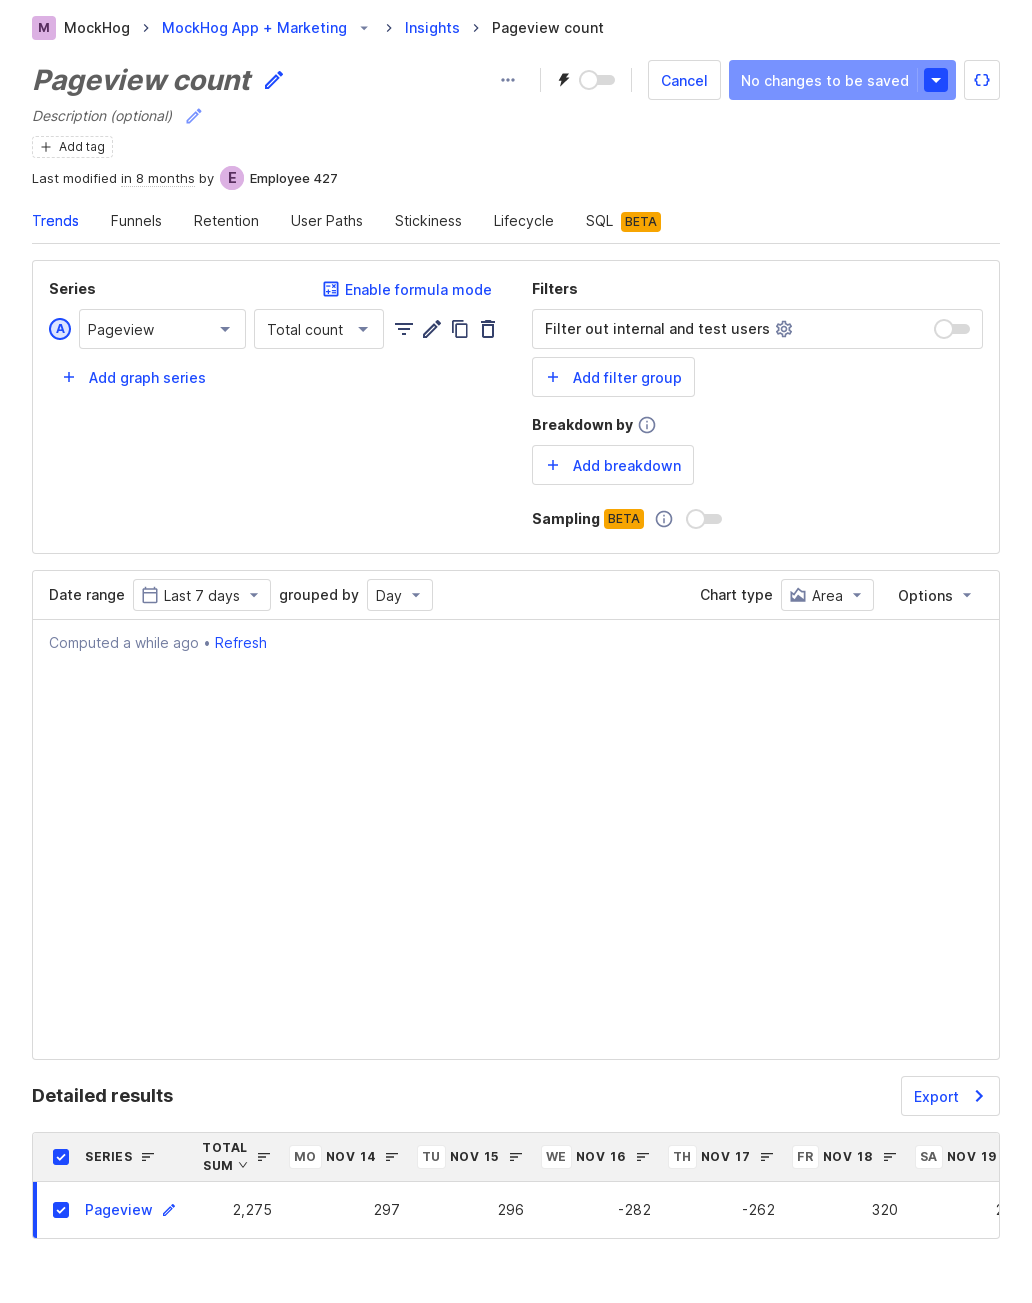 M MockHog MockHog App + Marketing Insights Pageview count
Pageview count
Cancel No changes to be saved
Description (optional)
Add tag
Last modified in 8 months by E Employee 427
Trends Funnels Retention User Paths Stickiness Lifecycle SQL BETA
Series Enable formula mode
A Pageview Total count
Add graph series
Filters
Filter out internal and test users
Add filter group
Breakdown by
Add breakdown
Sampling BETA
Date range Last 7 days grouped by Day Chart type Area Options
Computed a while ago • Refresh
Detailed results Export
SERIES TOTAL SUM MO NOV 14 TU NOV 15 WE NOV 16 TH NOV 17 FR NOV 18 SA NOV 19
Pageview 2,275 297 296 -282 -262 320